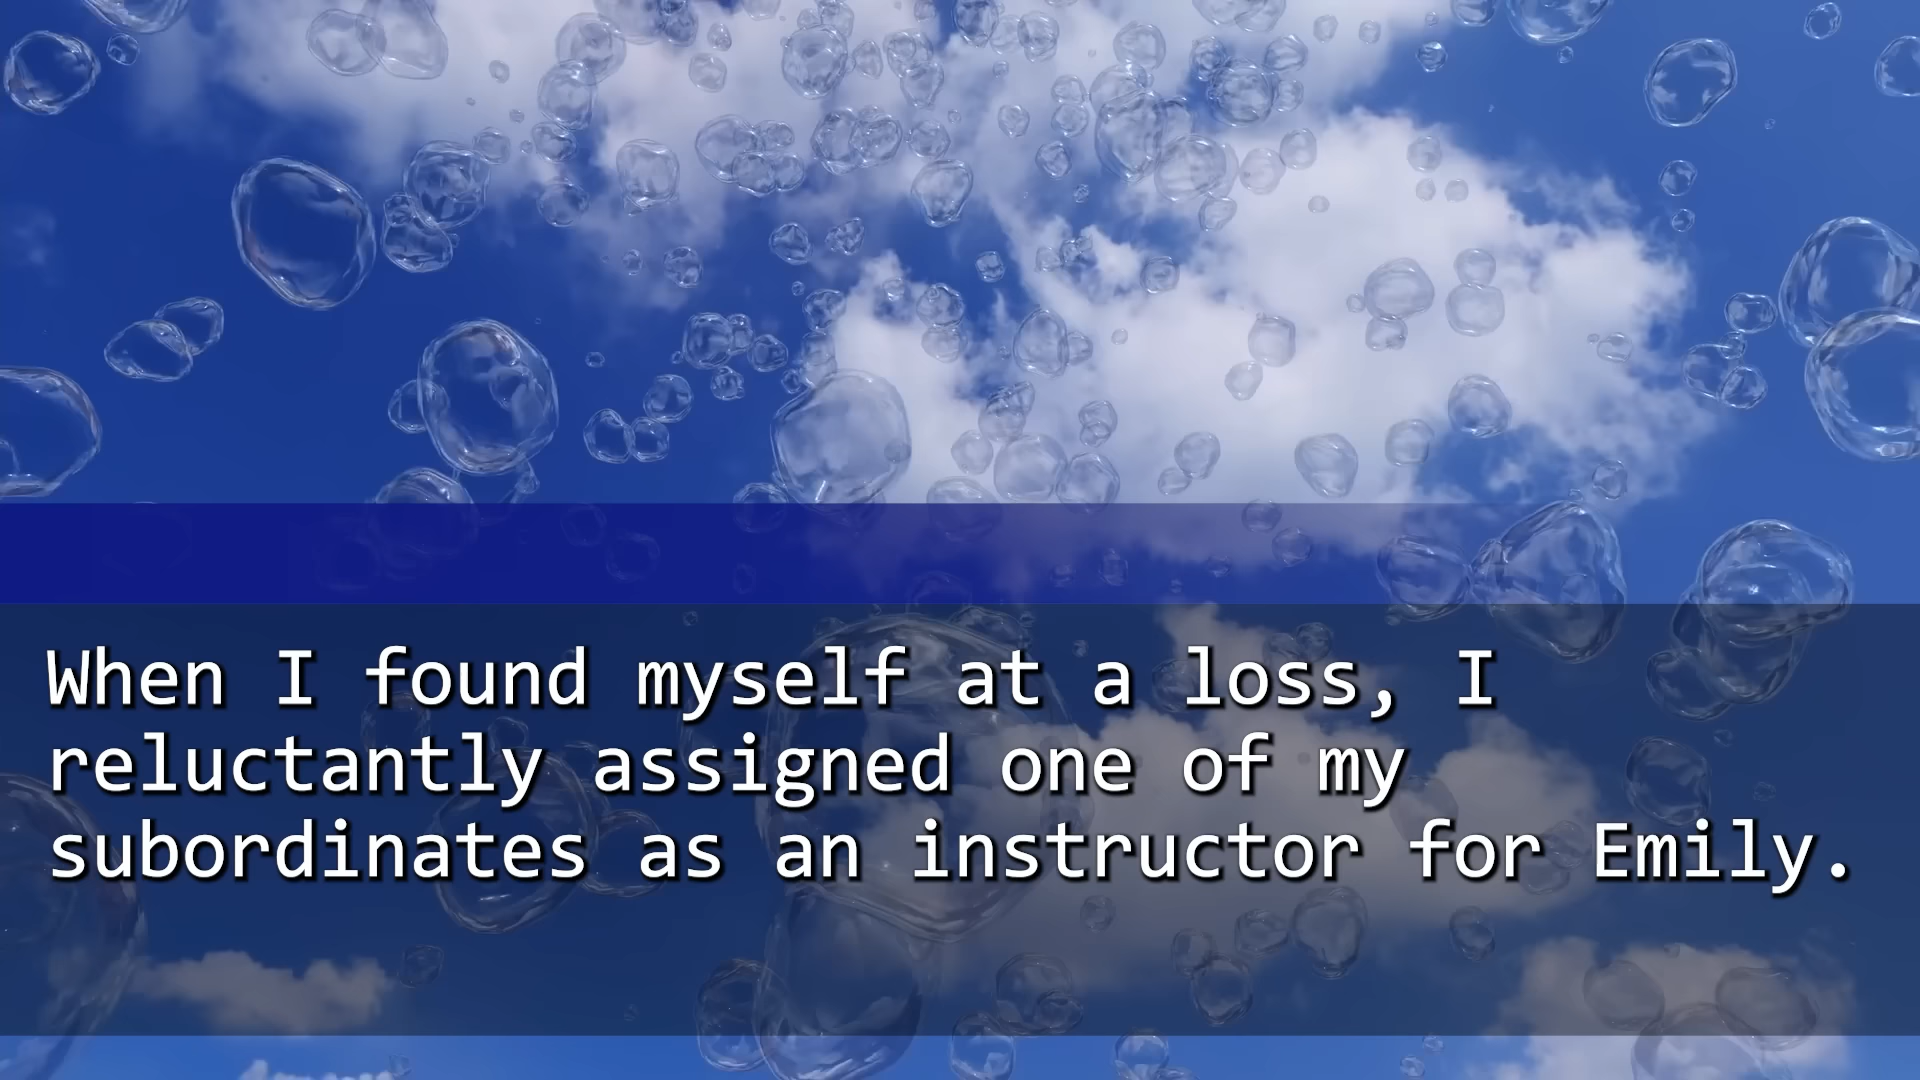 When I found myself at a loss, I
reluctantly assigned one of my
subordinates as an instructor for Emily.